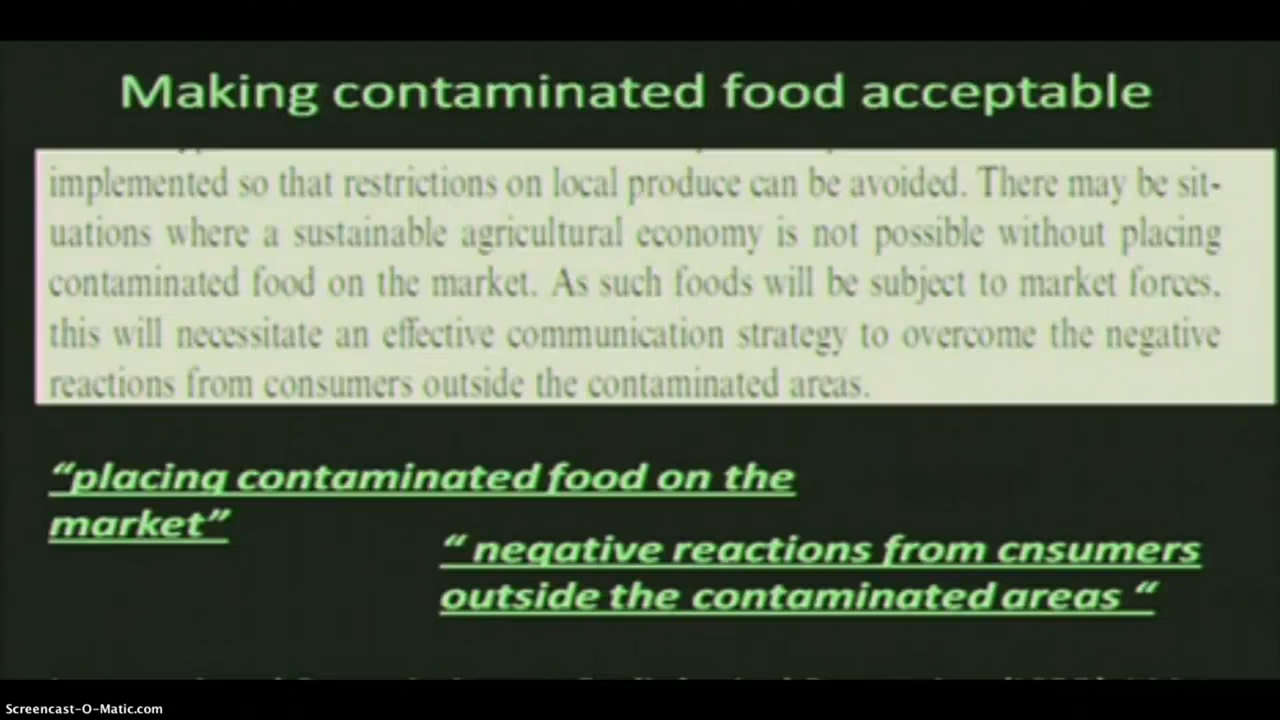 Making contaminated food acceptable
implemented so that restrictions on local produce can be avoided. There may be sit-
uations where a sustainable agricultural economy is not possible without placing
contaminated food on the market. As such foods will be subject to market forces,
this will necessitate an effective communication strategy to overcome the negative
reactions from consumers outside the contaminated areas.
“placing contaminated food on the
market”
“ negative reactions from cnsumers
outside the contaminated areas “
Screencast-O-Matic.com